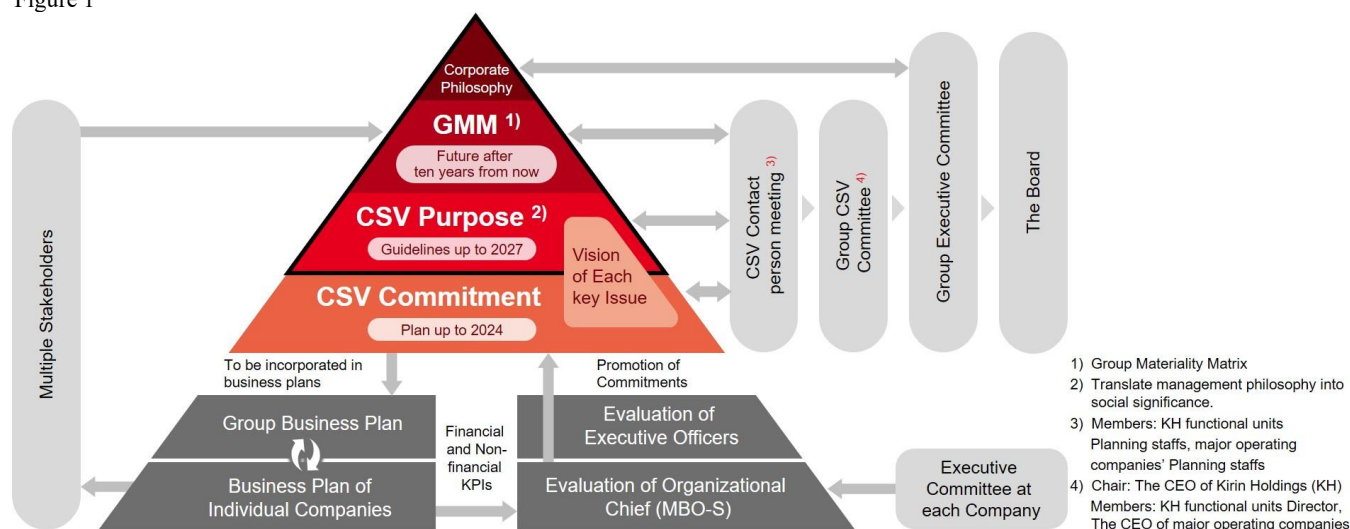 Figure 1
Corporate
Philosophy
GMM 1)
Future after
ten years from now
CSV Purpose 2)
Guidelines up to 2027
CSV Commitment
Plan up to 2024
Vision
of Each
key Issue
Multiple Stakeholders
CSV Contact
person meeting 3)
Group CSV
Committee 4)
Group Executive Committee
The Board
To be incorporated in
business plans
Promotion of
Commitments
Group Business Plan
Business Plan of
Individual Companies
Financial
and Non-
financial
KPIs
Evaluation of
Executive Officers
Evaluation of Organizational
Chief (MBO-S)
Executive
Committee at
each Company
1) Group Materiality Matrix
2) Translate management philosophy into
social significance.
3) Members: KH functional units
Planning staffs, major operating
companies' Planning staffs
4) Chair: The CEO of Kirin Holdings (KH)
Members: KH functional units Director,
The CEO of major operating companies